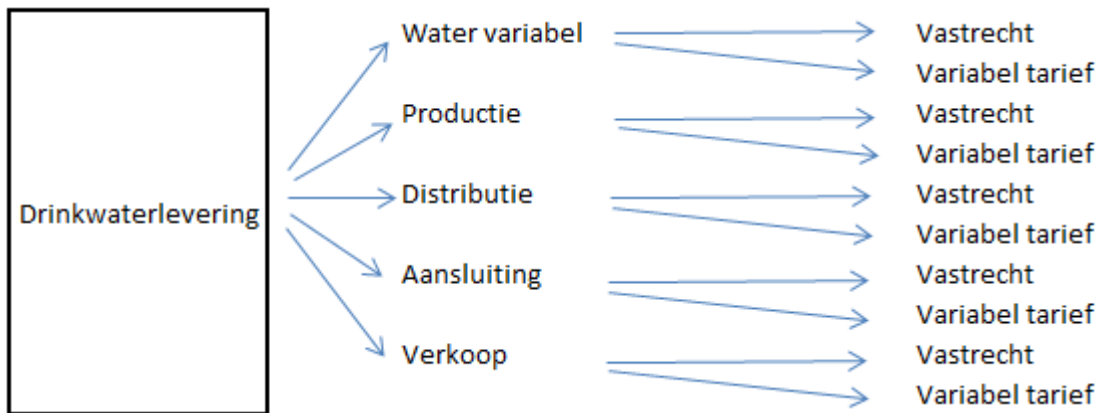 Water variabel
Vastrecht
Variabel tarief
Productie
Vastrecht
Variabel tarief
Drinkwaterlevering
Distributie
Vastrecht
Variabel tarief
Aansluiting
Vastrecht
Variabel tarief
Verkoop
Vastrecht
Variabel tarief